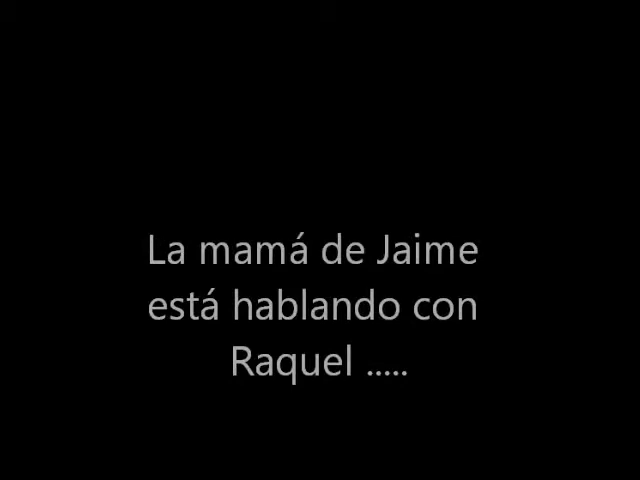 La mamá de Jaime
está hablando con
Raquel .....